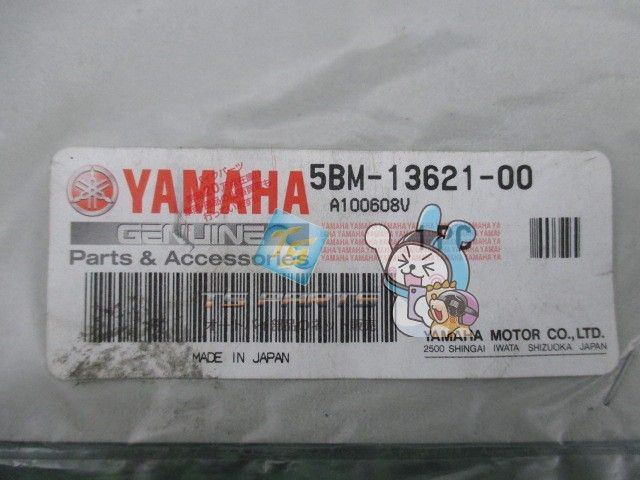 YAMAHA 5BM-13621-00
A100608V
GENUINE
Parts & Accessories
TS PARTS
MADE IN JAPAN
YAMAHA MOTOR CO., LTD.
2500 SHINGAI IWATA SHIZUOKA JAPAN